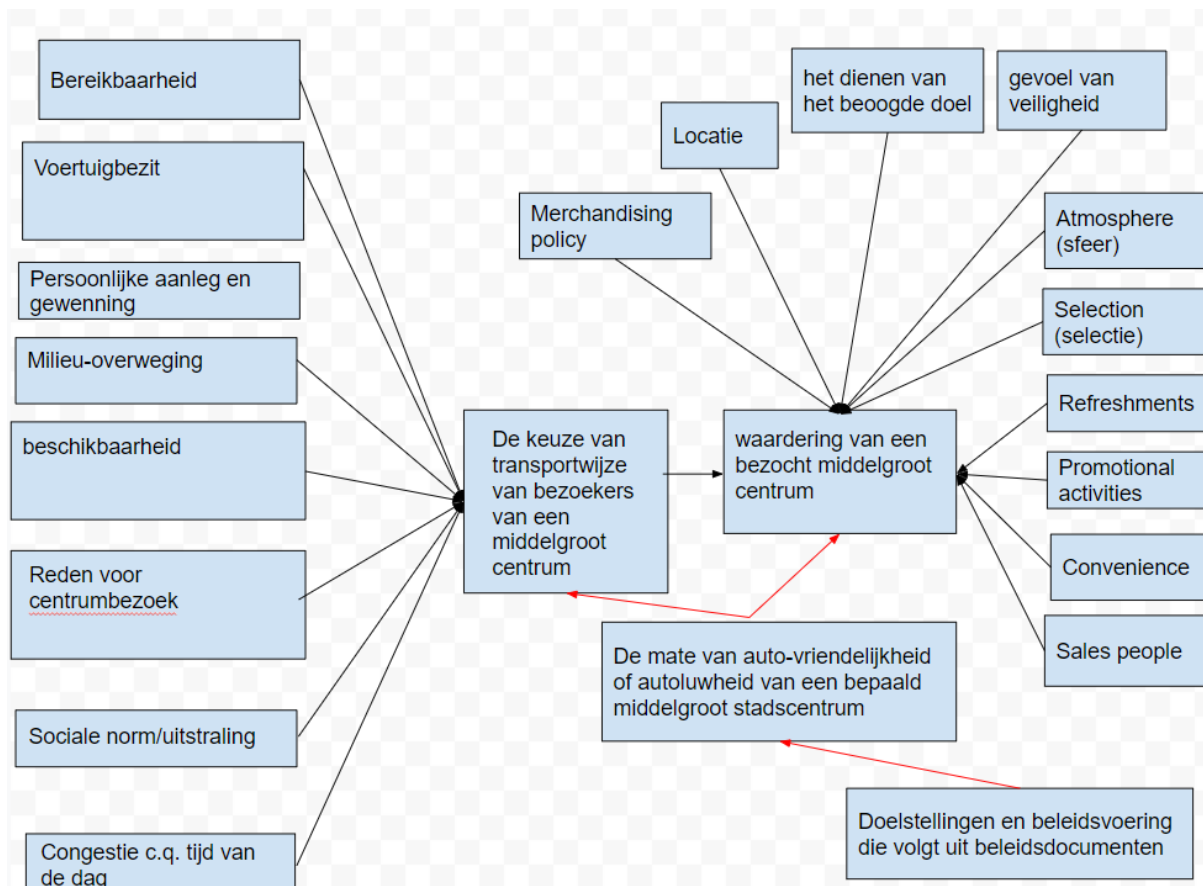 Bereikbaarheid
Voertuigbezit
Persoonlijke aanleg en
gewenning
Milieu-overweging
beschikbaarheid
Reden voor
centrumbezoek
Sociale norm/uitstraling
Congestie c.q. tijd van
de dag
De keuze van
transportwijze
van bezoekers
van een
middelgroot
centrum
Merchandising
policy
Locatie
het dienen van
het beoogde doel
gevoel van
veiligheid
Atmosphere
(sfeer)
Selection
(selectie)
Refreshments
Promotional
activities
Convenience
Sales people
waardering van een
bezocht middelgroot
centrum
De mate van auto-vriendelijkheid
of autoluwheid van een bepaald
middelgroot stadscentrum
Doelstellingen en beleidsvoering
die volgt uit beleidsdocumenten